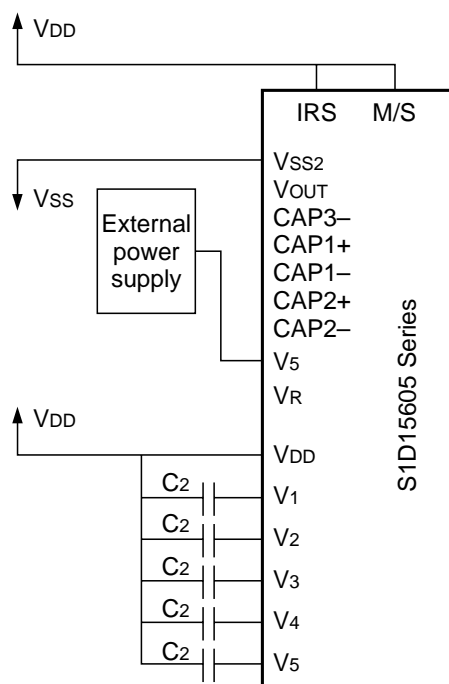 VDD
IRS M/S
VSS2
VSS
VOUT
External
power
supply
CAP3–
CAP1+
CAP1–
CAP2+
CAP2–
V5
VR
S1D15605 Series
VDD
VDD
C2 V1
C2 V2
C2 V3
C2 V4
C2 V5